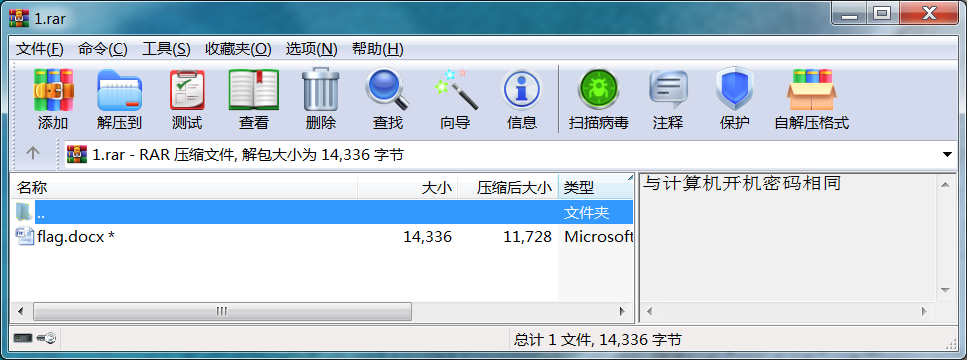 1.rar
文件(F) 命令(C) 工具(S) 收藏夹(O) 选项(N) 帮助(H)
添加 解压到 测试 查看 删除 查找 向导 信息 扫描病毒 注释 保护 自解压格式
1.rar - RAR 压缩文件, 解包大小为 14,336 字节
名称 大小 压缩后大小 类型
.. 文件夹
flag.docx * 14,336 11,728 Microsoft
与计算机开机密码相同
总计 1 文件, 14,336 字节